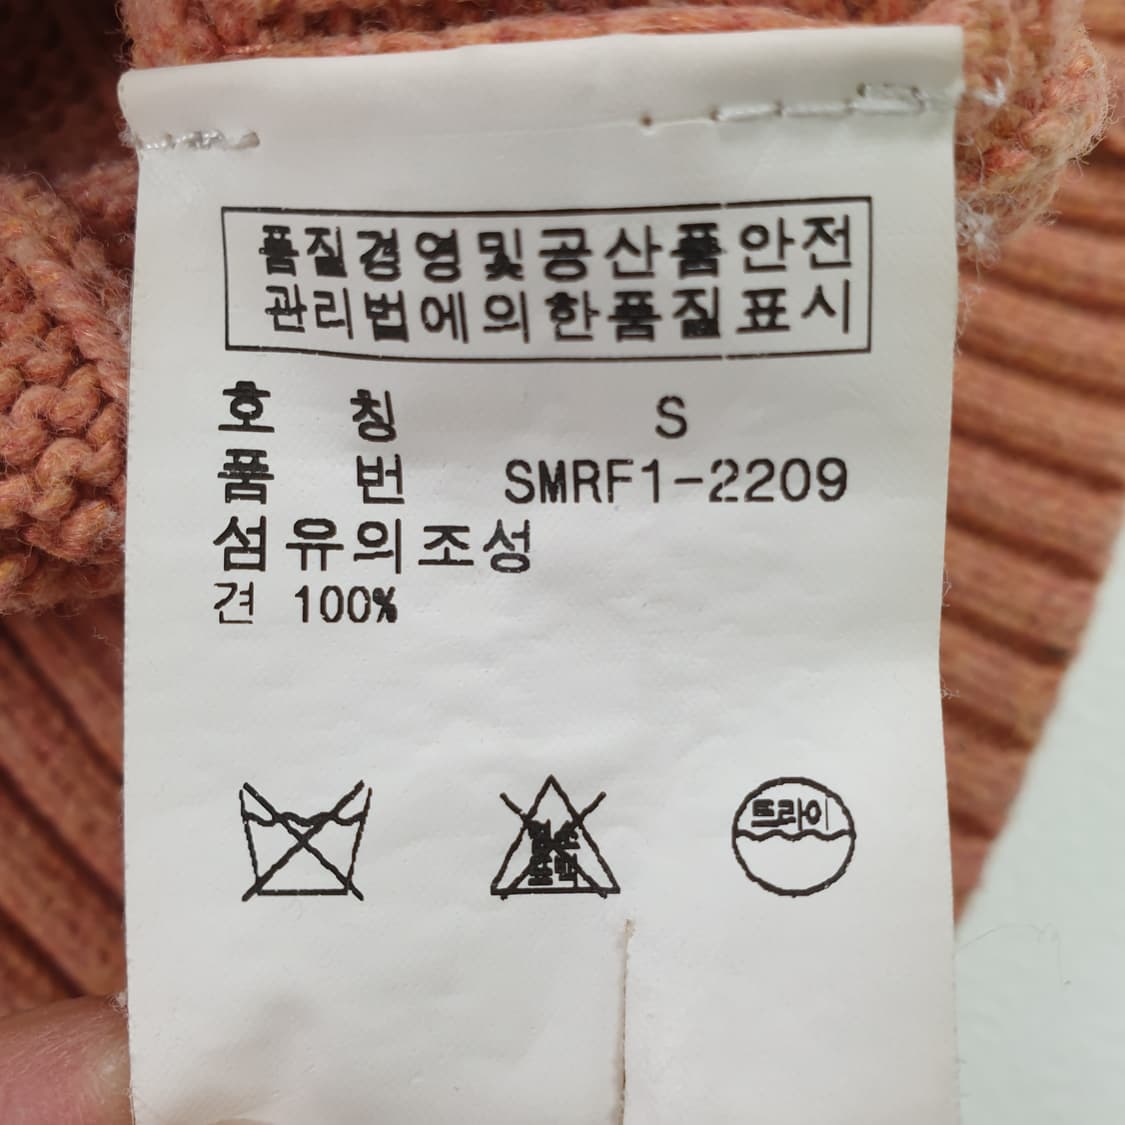 품질경영및공산품안전
관리법에의한품질표시
호 칭 S
품 번 SMRF1-2209
섬유의조성
견 100%
드라이